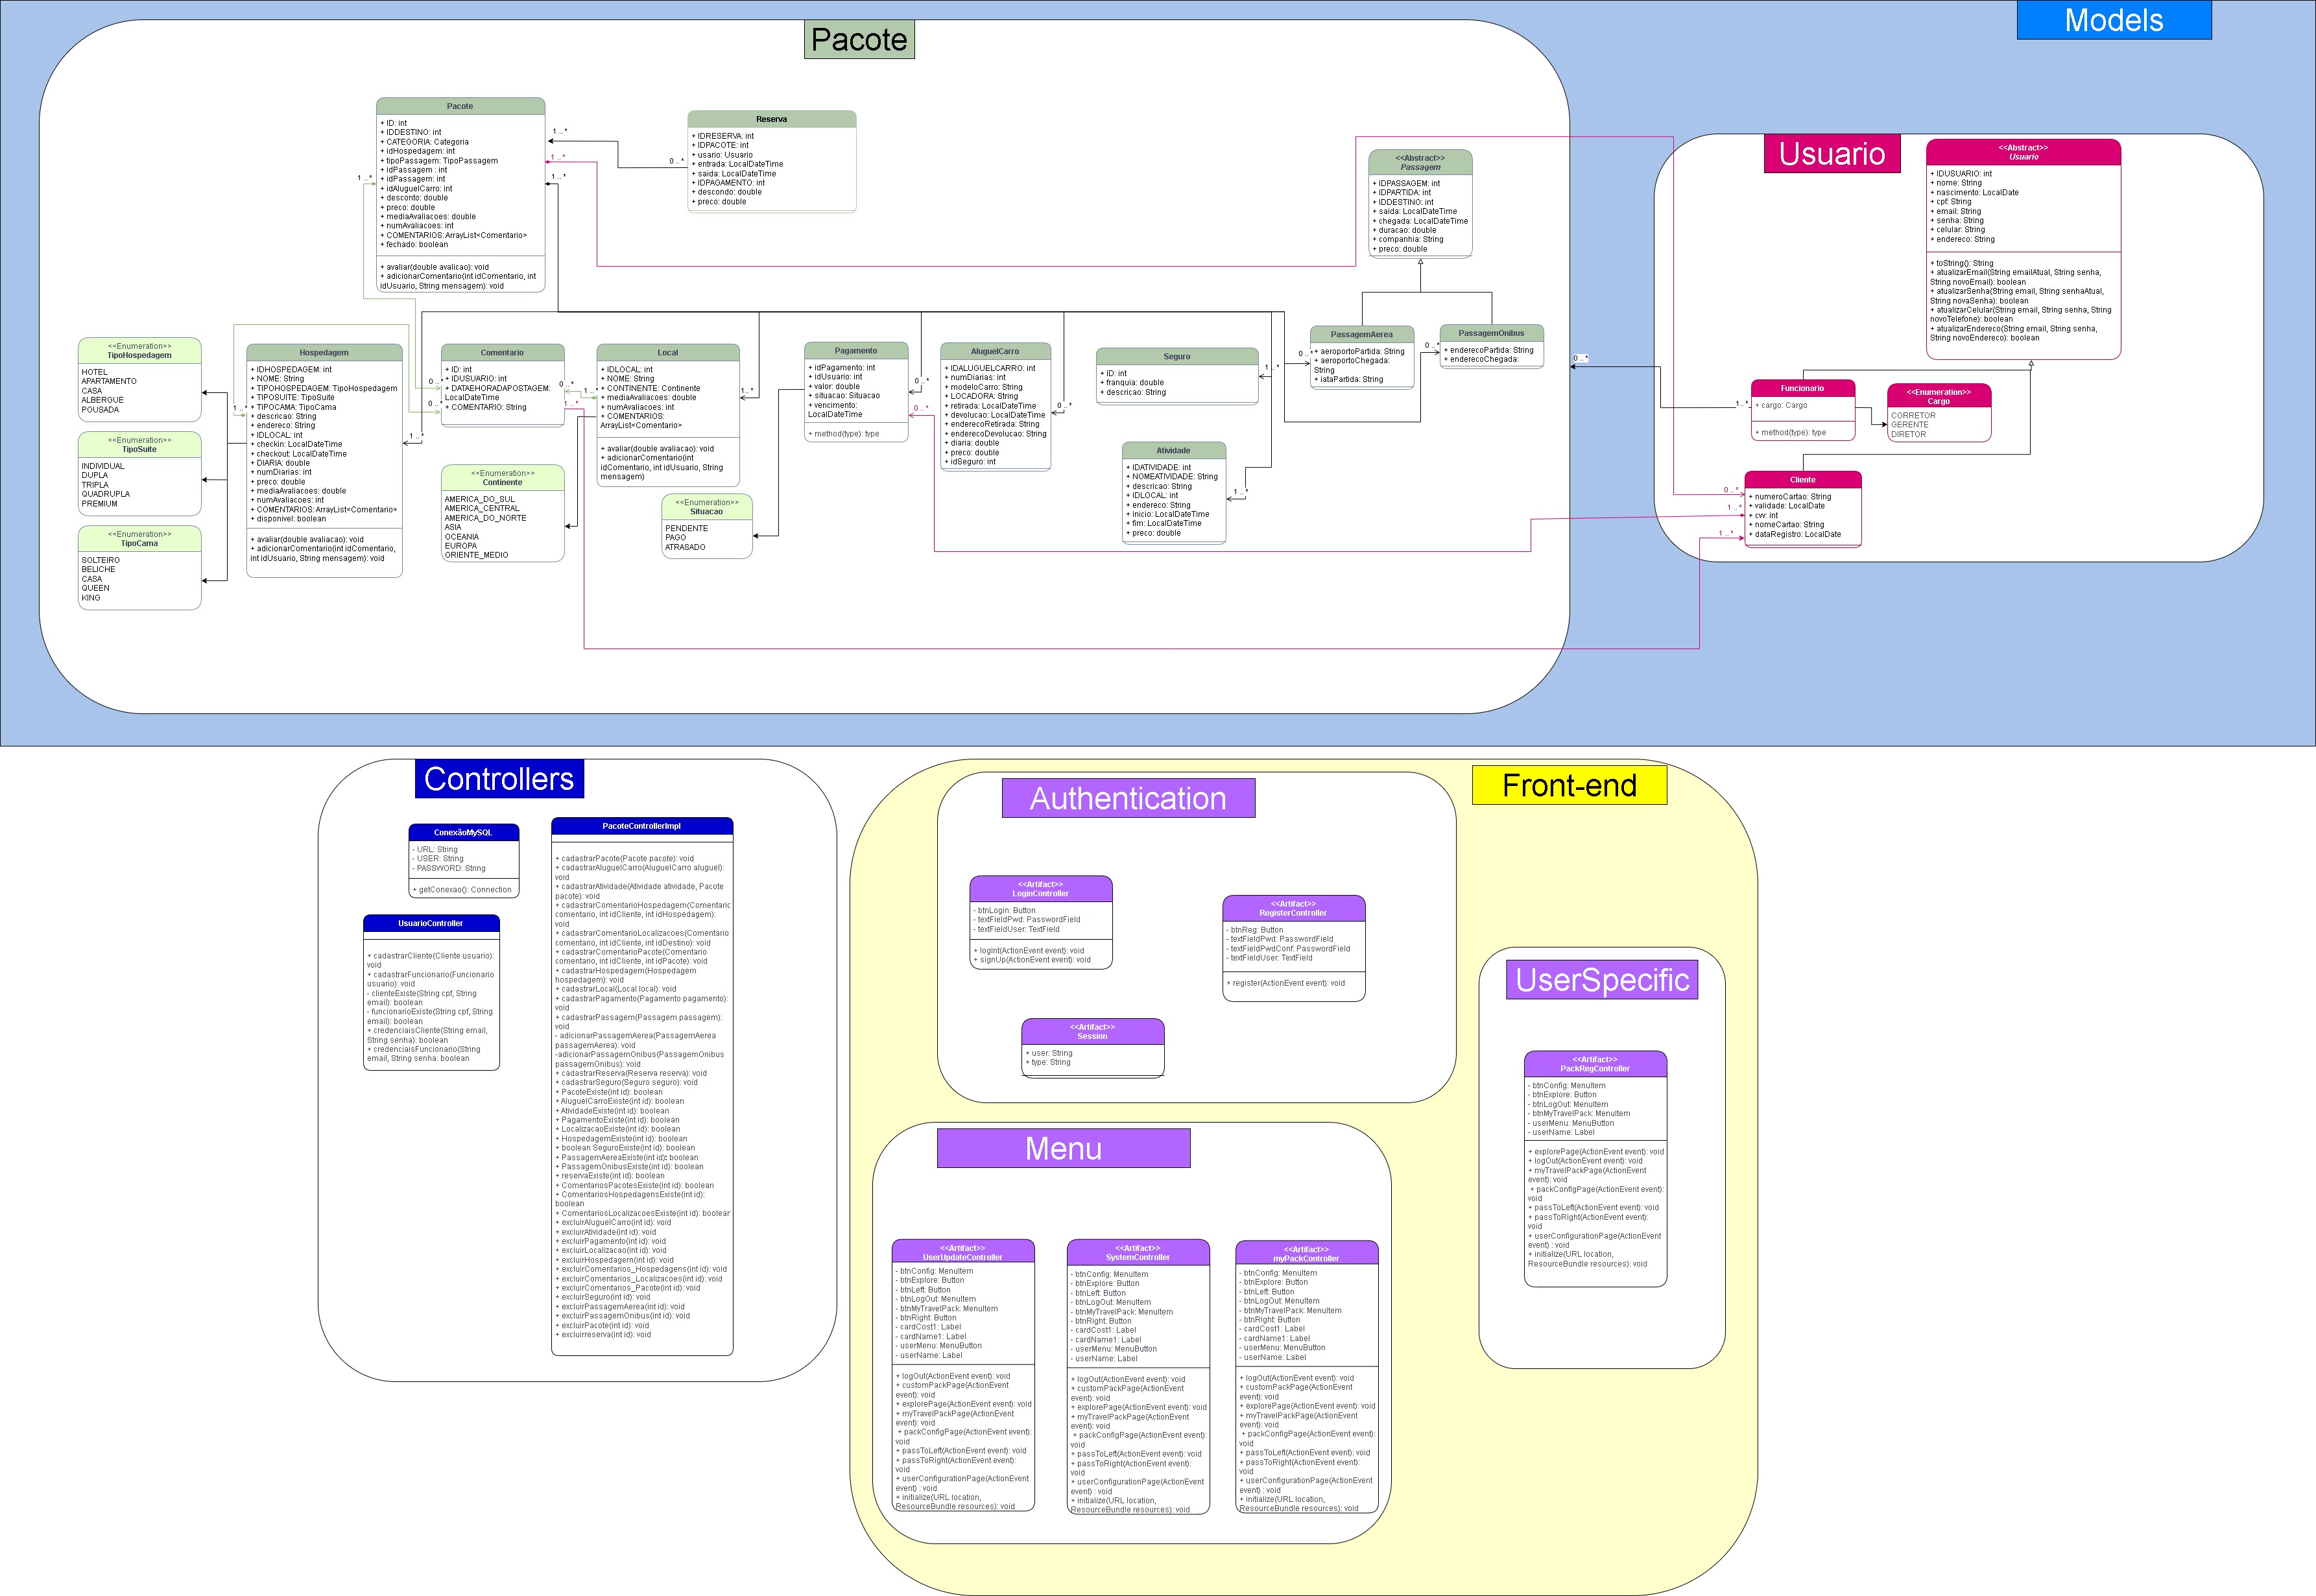 Models
Pacote
Pacote
+ ID: int
+ IDDESTINO: int
+ CATEGORIA: Categoria
+ idHospedagem: int
+ tipoPassagem: TipoPassagem
+ idPassagem : int
+ idPassagem: int
+ idAluguelCarro: int
+ desconto: double
+ preco: double
+ mediaAvaliacoes: double
+ numAvaliacoes: int
+ COMENTARIOS:ArrayList<Comentario>
+ fechado: boolean
+ avaliar(double avalicao): void
+ adicionarComentario(int idComentario, int
idUsuario, String mensagem): void
1 ..*
1 ..*
1 ..*
1 ..*
0 ..*
Reserva
+ IDRESERVA: int
+ IDPACOTE: int
+ usario: Usuario
+ entrada: LocalDateTime
+ saida: LocalDateTime
+ IDPAGAMENTO: int
+ descondo: double
+ preco: double
<<Abstract>>
Passagem
+ IDPASSAGEM: int
+ IDPARTIDA: int
+ IDDESTINO: int
+ saida: LocalDateTime
+ chegada: LocalDateTime
+ duracao: double
+ companhia: String
+ preco: double
<<Enumeration>>
TipoHospedagem
HOTEL
APARTAMENTO
CASA
ALBERGUE
POUSADA
<<Enumeration>>
TipoSuite
INDIVIDUAL
DUPLA
TRIPLA
QUADRUPLA
PREMIUM
<<Enumeration>>
TipoCama
SOLTEIRO
BELICHE
CASA
QUEEN
KING
1 ..*
Hospedagem
+ IDHOSPEDAGEM: int
+ NOME: String
+ TIPOHOSPEDAGEM: TipoHospedagem
+ TIPOSUITE: TipoSuite
+ TIPOCAMA: TipoCama
+ descricao: String
+ endereco: String
+ IDLOCAL: int
+ checkin: LocalDateTime
+ checkout: LocalDateTime
+ DIARIA: double
+ numDiarias: int
+ preco: double
+ mediaAvaliacoes: double
+ numAvaliacoes: int
+ COMENTARIOS: ArrayList<Comentario>
+ disponivel: boolean
+ avaliar(double avaliacao): void
+ adicionarComentario(int idComentario,
int idUsuario, String mensagem): void
1 ..*
0 ..*
0 ..*
Comentario
+ ID: int
+ IDUSUARIO: int
+ DATAEHORADAPOSTAGEM:
LocalDateTime
+ COMENTARIO: String
0 ..*
1 ..*
1 ..*
<<Enumeration>>
Continente
AMERICA_DO_SUL
AMERICA_CENTRAL
AMERICA_DO_NORTE
ASIA
OCEANIA
EUROPA
ORIENTE_MEDIO
Local
+ IDLOCAL: int
+ NOME: String
+ CONTINENTE: Continente
+ mediaAvaliacoes: double
+ numAvaliacoes: int
+ COMENTARIOS:
ArrayList<Comentario>
+ avaliar(double avaliacao): void
+ adicionarComentario(int
idComentario, int idUsuario, String
mensagem)
1 ..*
<<Enumeration>>
Situacao
PENDENTE
PAGO
ATRASADO
Pagamento
+ idPagamento: int
+ idUsuario: int
+ valor: double
+ situacao: Situacao
+ vencimento:
LocalDateTime
+ method(type): type
0 ..*
0 ..*
AluguelCarro
+ IDALUGUELCARRO: int
+ numDiarias: int
+ modeloCarro: String
+ LOCADORA: String
+ retirada: LocalDateTime
+ devolucao: LocalDateTime
+ enderecoRetirada: String
+ enderecoDevolucao: String
+ diaria: double
+ preco: double
+ idSeguro: int
0 ..*
Seguro
+ ID: int
+ franquia: double
+ descricao: String
1 ..*
Atividade
+ IDATIVIDADE: int
+ NOMEATIVIDADE: String
+ descricao: String
+ IDLOCAL: int
+ endereco: String
+ inicio: LocalDateTime
+ fim: LocalDateTime
+ preco: double
1 ..*
0 ..*
PassagemAerea
+ aeroportoPartida: String
+ aeroportoChegada:
String
+ iataPartida: String
0 ..*
PassagemOnibus
+ enderecoPartida: String
+ enderecoChegada:
0 ..*
Usuario
<<Abstract>>
Usuario
+ IDUSUARIO: int
+ nome: String
+ nascimento: LocalDate
+ cpf: String
+ email: String
+ senha: String
+ celular: String
+ endereco: String
+ toString(): String
+ atualizarEmail(String emailAtual, String senha,
String novoEmail): boolean
+ atualizarSenha(String email, String senhaAtual,
String novaSenha): boolean
+ atualizarCelular(String email, String senha, String
novoTelefone): boolean
+ atualizarEndereco(String email, String senha,
String novoEndereco): boolean
1 ..*
Funcionario
+ cargo: Cargo
+ method(type): type
<<Enumeration>>
Cargo
CORRETOR
GERENTE
DIRETOR
0 ..*
1 ..*
1 ..*
Cliente
+ numeroCartao: String
+ validade: LocalDate
+ cvv: int
+ nomeCartao: String
+ dataRegistro: LocalDate
Controllers
ConexãoMySQL
- URL: String
- USER: String
- PASSWORD: String
+ getConexao(): Connection
UsuarioController
+ cadastrarCliente(Cliente usuario):
void
+ cadastrarFuncionario(Funcionario
usuario): void
- clienteExiste(String cpf, String
email): boolean
- funcionarioExiste(String cpf, String
email): boolean
+ credenciaisCliente(String email,
String senha): boolean
+ credenciaisFuncionario(String
email, String senha: boolean
PacoteControllerImpl
+ cadastrarPacote(Pacote pacote): void
+ cadastrarAluguelCarro(AluguelCarro aluguel):
void
+ cadastrarAtividade(Atividade atividade, Pacote
pacote): void
+ cadastrarComentarioHospedagem(Comentario
comentario, int idCliente, int idHospedagem):
void
+ cadastrarComentarioLocalizacoes(Comentario
comentario, int idCliente, int idDestino): void
+ cadastrarComentarioPacote(Comentario
comentario, int idCliente, int idPacote): void
+ cadastrarHospedagem(Hospedagem
hospedagem): void
+ cadastrarLocal(Local local): void
+ cadastrarPagamento(Pagamento pagamento):
void
+ cadastrarPassagem(Passagem passagem):
void
- adicionarPassagemAerea(PassagemAerea
passagemAerea): void
-adicionarPassagemOnibus(PassagemOnibus
passagemOnibus): void
+ cadastrarReserva(Reserva reserva): void
+ cadastrarSeguro(Seguro seguro): void
+ PacoteExiste(int id): boolean
+ AluguelCarroExiste(int id): boolean
+ AtividadeExiste(int id): boolean
+ PagamentoExiste(int id): boolean
+ LocalizacaoExiste(int id): boolean
+ HospedagemExiste(int id): boolean
+ boolean SeguroExiste(int id): boolean
+ PassagemAereaExiste(int id): boolean
+ PassagemOnibusExiste(int id): boolean
+ reservaExiste(int id): boolean
+ ComentariosPacotesExiste(int id): boolean
+ ComentariosHospedagensExiste(int id):
boolean
+ ComentariosLocalizacoesExiste(int id): boolean
+ excluirAluguelCarro(int id): void
+ excluirAtividade(int id): void
+ excluirPagamento(int id): void
+ excluirLocalizacao(int id): void
+ excluirHospedagem(int id): void
+ excluirComentarios_Hospedagens(int id): void
+ excluirComentarios_Localizacoes(int id): void
+ excluirComentarios_Pacote(int id): void
+ excluirSeguro(int id): void
+ excluirPassagemAerea(int id): void
+ excluirPassagemOnibus(int id): void
+ excluirPacote(int id): void
+ excluirreserva(int id): void
Front-end
Authentication
<<Artifact>>
LoginController
- btnLogin: Button
- textFieldPwd: PasswordField
- textFieldUser: TextField
+ logInt(ActionEvent event): void
+ signUp(ActionEvent event): void
<<Artifact>>
RegisterController
- btnReg: Button
- textFieldPwd: PasswordField
- textFieldPwdConf: PasswordField
- textFieldUser: TextField
+ register(ActionEvent event): void
<<Artifact>>
Session
+ user: String
+ type: String
UserSpecific
<<Artifact>>
PackRegController
- btnConfig: MenuItem
- btnExplore: Button
- btnLogOut: MenuItem
- btnMyTravelPack: MenuItem
- userMenu: MenuButton
- userName: Label
+ explorePage(ActionEvent event): void
+ logOut(ActionEvent event): void
+ myTravelPackPage(ActionEvent
event): void
+ packConfigPage(ActionEvent event):
void
+ passToLeft(ActionEvent event): void
+ passToRight(ActionEvent event):
void
+ userConfigurationPage(ActionEvent
event) : void
+ initialize(URL location,
ResourceBundle resources): void
Menu
<<Artifact>>
UserUpdateController
- btnConfig: MenuItem
- btnExplore: Button
- btnLeft: Button
- btnLogOut: MenuItem
- btnMyTravelPack: MenuItem
- btnRight: Button
- cardCost1: Label
- cardName1: Label
- userMenu: MenuButton
- userName: Label
+ logOut(ActionEvent event): void
+ customPackPage(ActionEvent
event): void
+ explorePage(ActionEvent event): void
+ myTravelPackPage(ActionEvent
event): void
+ packConfigPage(ActionEvent event):
void
+ passToLeft(ActionEvent event): void
+ passToRight(ActionEvent event):
void
+ userConfigurationPage(ActionEvent
event) : void
+ initialize(URL location,
ResourceBundle resources): void
<<Artifact>>
SystemController
- btnConfig: MenuItem
- btnExplore: Button
- btnLeft: Button
- btnLogOut: MenuItem
- btnMyTravelPack: MenuItem
- btnRight: Button
- cardCost1: Label
- cardName1: Label
- userMenu: MenuButton
- userName: Label
+ logOut(ActionEvent event): void
+ customPackPage(ActionEvent
event): void
+ explorePage(ActionEvent event): void
+ myTravelPackPage(ActionEvent
event): void
+ packConfigPage(ActionEvent event):
void
+ passToLeft(ActionEvent event): void
+ passToRight(ActionEvent event):
void
+ userConfigurationPage(ActionEvent
event) : void
+ initialize(URL location,
ResourceBundle resources): void
<<Artifact>>
myPackController
- btnConfig: MenuItem
- btnExplore: Button
- btnLeft: Button
- btnLogOut: MenuItem
- btnMyTravelPack: MenuItem
- btnRight: Button
- cardCost1: Label
- cardName1: Label
- userMenu: MenuButton
- userName: Label
+ logOut(ActionEvent event): void
+ customPackPage(ActionEvent
event): void
+ explorePage(ActionEvent event): void
+ myTravelPackPage(ActionEvent
event): void
+ packConfigPage(ActionEvent event):
void
+ passToLeft(ActionEvent event): void
+ passToRight(ActionEvent event):
void
+ userConfigurationPage(ActionEvent
event) : void
+ initialize(URL location,
ResourceBundle resources): void